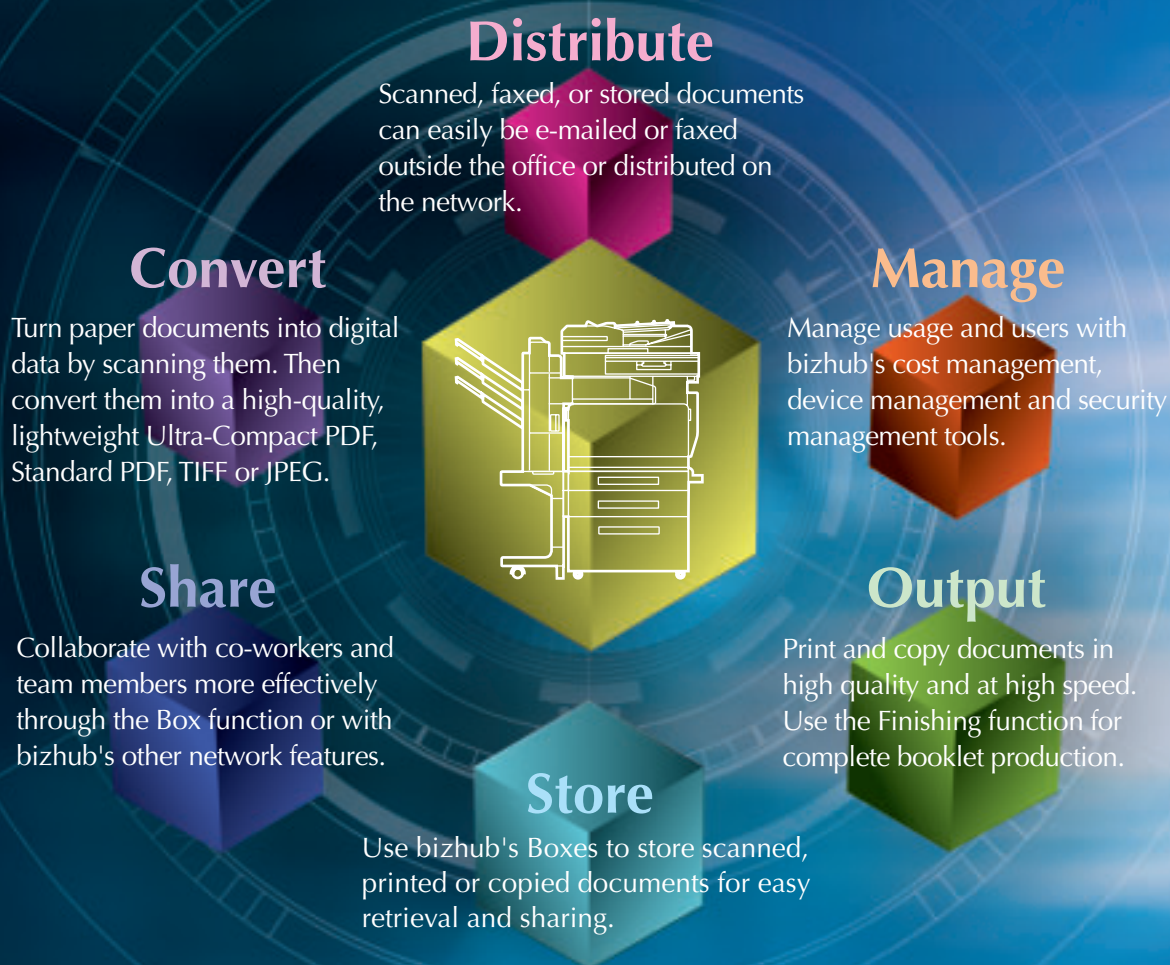 Distribute
Scanned, faxed, or stored documents
can easily be e-mailed or faxed
outside the office or distributed on
the network.
Convert
Turn paper documents into digital
data by scanning them. Then
convert them into a high-quality,
lightweight Ultra-Compact PDF,
Standard PDF, TIFF or JPEG.
Manage
Manage usage and users with
bizhub's cost management,
device management and security
management tools.
Share
Collaborate with co-workers and
team members more effectively
through the Box function or with
bizhub's other network features.
Output
Print and copy documents in
high quality and at high speed.
Use the Finishing function for
complete booklet production.
Store
Use bizhub's Boxes to store scanned,
printed or copied documents for easy
retrieval and sharing.